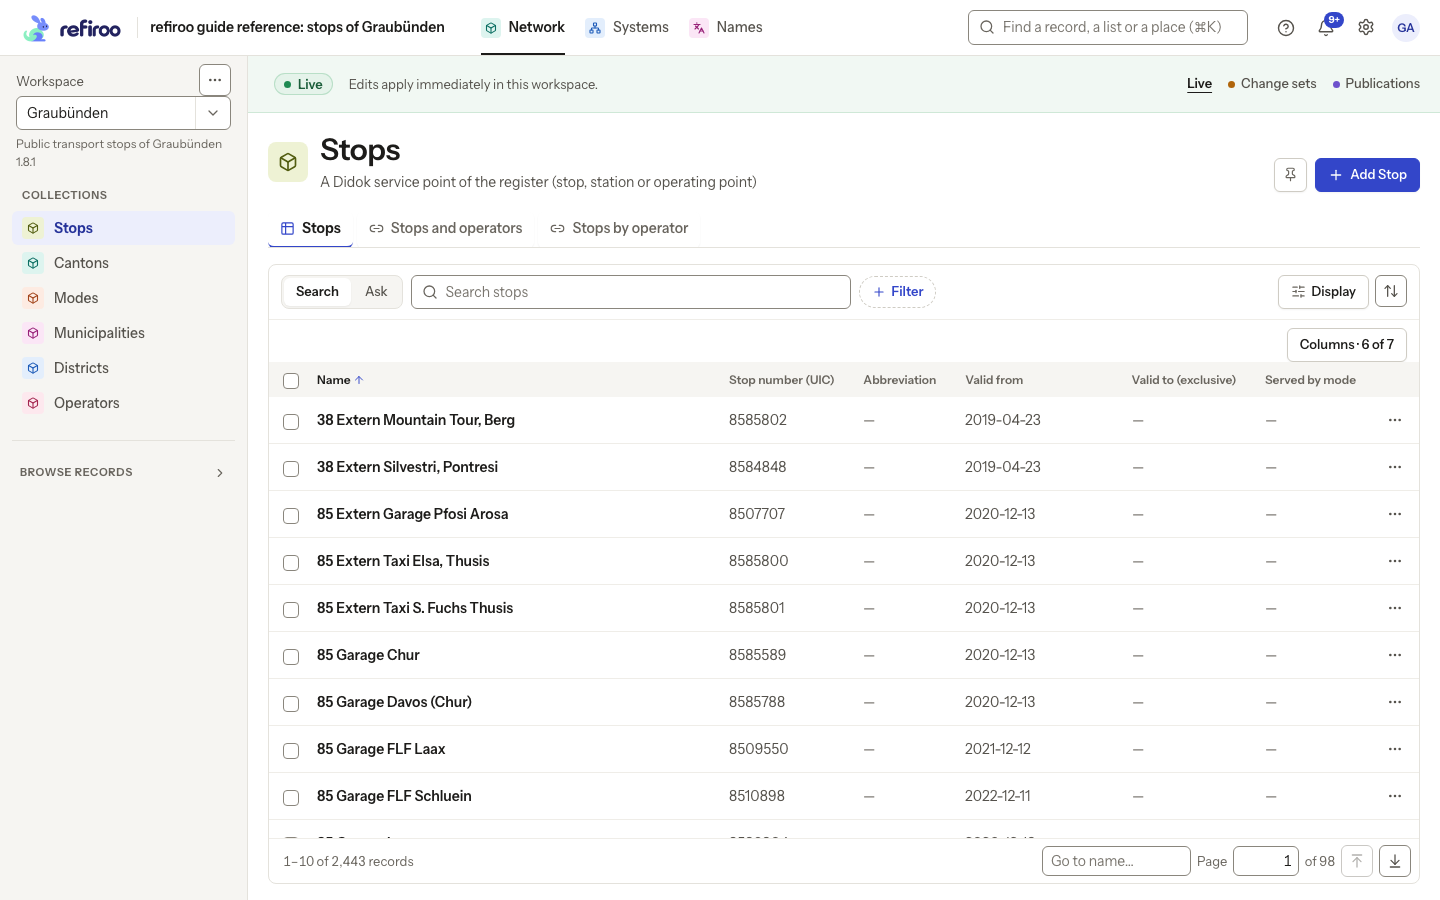 refiroo
refiroo guide reference: stops of Graubünden
Network
Systems
Names
Find a record, a list or a place (⌘K)
9+
GA
Workspace
Graubünden
Public transport stops of Graubünden
1.8.1
COLLECTIONS
Stops
Cantons
Modes
Municipalities
Districts
Operators
BROWSE RECORDS
Live
Edits apply immediately in this workspace.
Live
Change sets
Publications
Stops
A Didok service point of the register (stop, station or operating point)
Add Stop
Stops
Stops and operators
Stops by operator
Search
Ask
Search stops
Filter
Display
Columns · 6 of 7
Name Stop number (UIC) Abbreviation Valid from Valid to (exclusive) Served by mode
38 Extern Mountain Tour, Berg 8585802 — 2019-04-23 — —
38 Extern Silvestri, Pontresi 8584848 — 2019-04-23 — —
85 Extern Garage Pfosi Arosa 8507707 — 2020-12-13 — —
85 Extern Taxi Elsa, Thusis 8585800 — 2020-12-13 — —
85 Extern Taxi S. Fuchs Thusis 8585801 — 2020-12-13 — —
85 Garage Chur 8585589 — 2020-12-13 — —
85 Garage Davos (Chur) 8585788 — 2020-12-13 — —
85 Garage FLF Laax 8509550 — 2021-12-12 — —
85 Garage FLF Schluein 8510898 — 2022-12-11 — —
1–10 of 2,443 records
Go to name...
Page
1
of 98